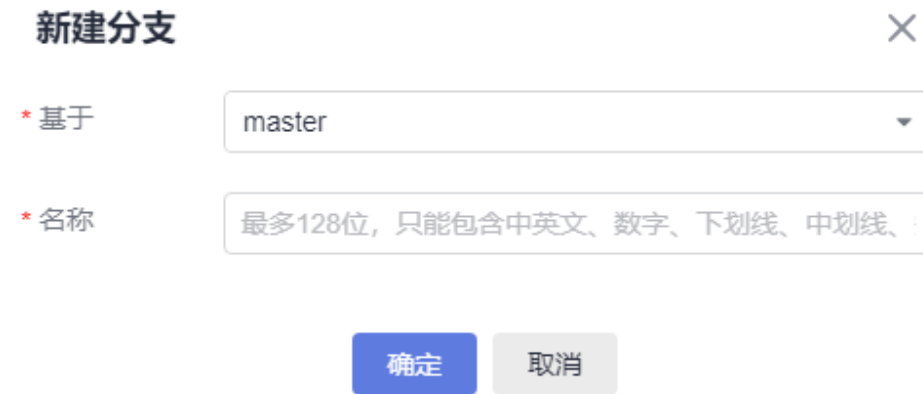 新建分支
* 基于 master
* 名称 最多128位，只能包含中英文、数字、下划线、中划线、
确定 取消